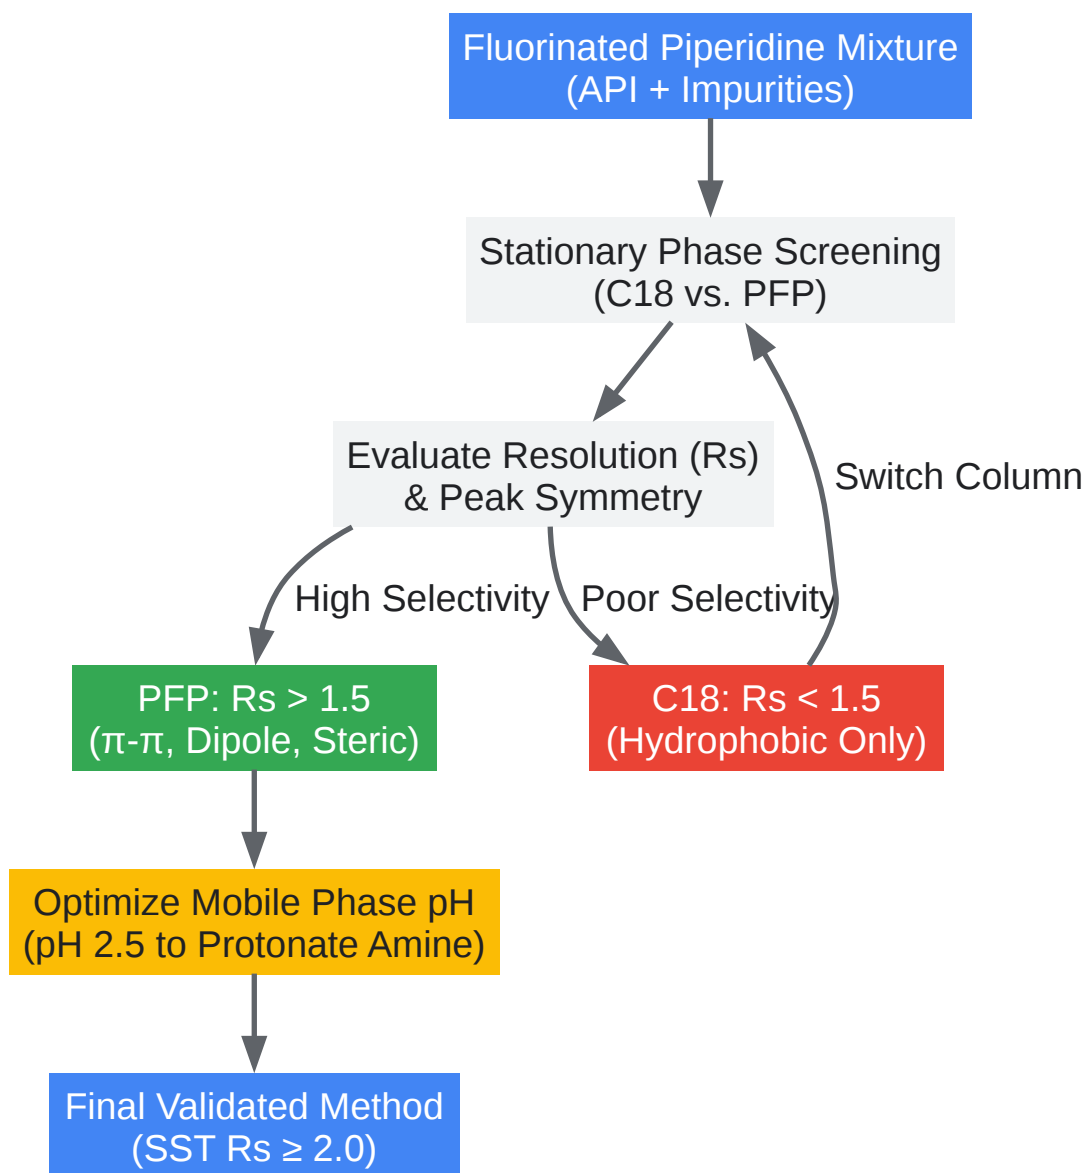 Fluorinated Piperidine Mixture
(API + Impurities)
Stationary Phase Screening
(C18 vs. PFP)
Evaluate Resolution (Rs)
& Peak Symmetry
Switch Column
High Selectivity
Poor Selectivity
PFP: Rs > 1.5
(π-π, Dipole, Steric)
C18: Rs < 1.5
(Hydrophobic Only)
Optimize Mobile Phase pH
(pH 2.5 to Protonate Amine)
Final Validated Method
(SST Rs ≥ 2.0)